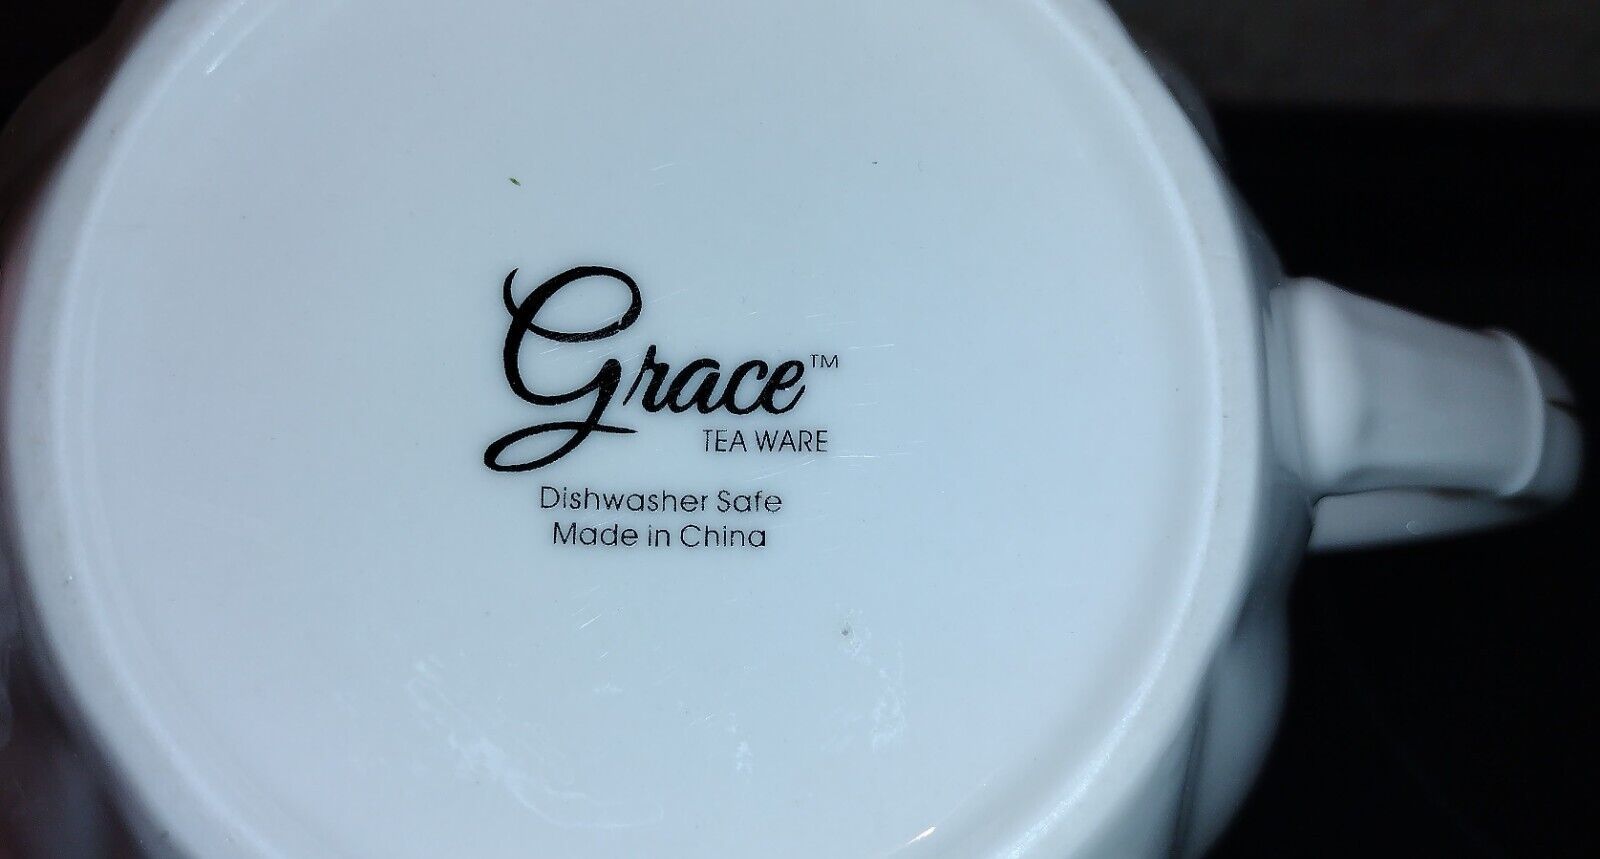 Grace™
TEA WARE
Dishwasher Safe
Made in China